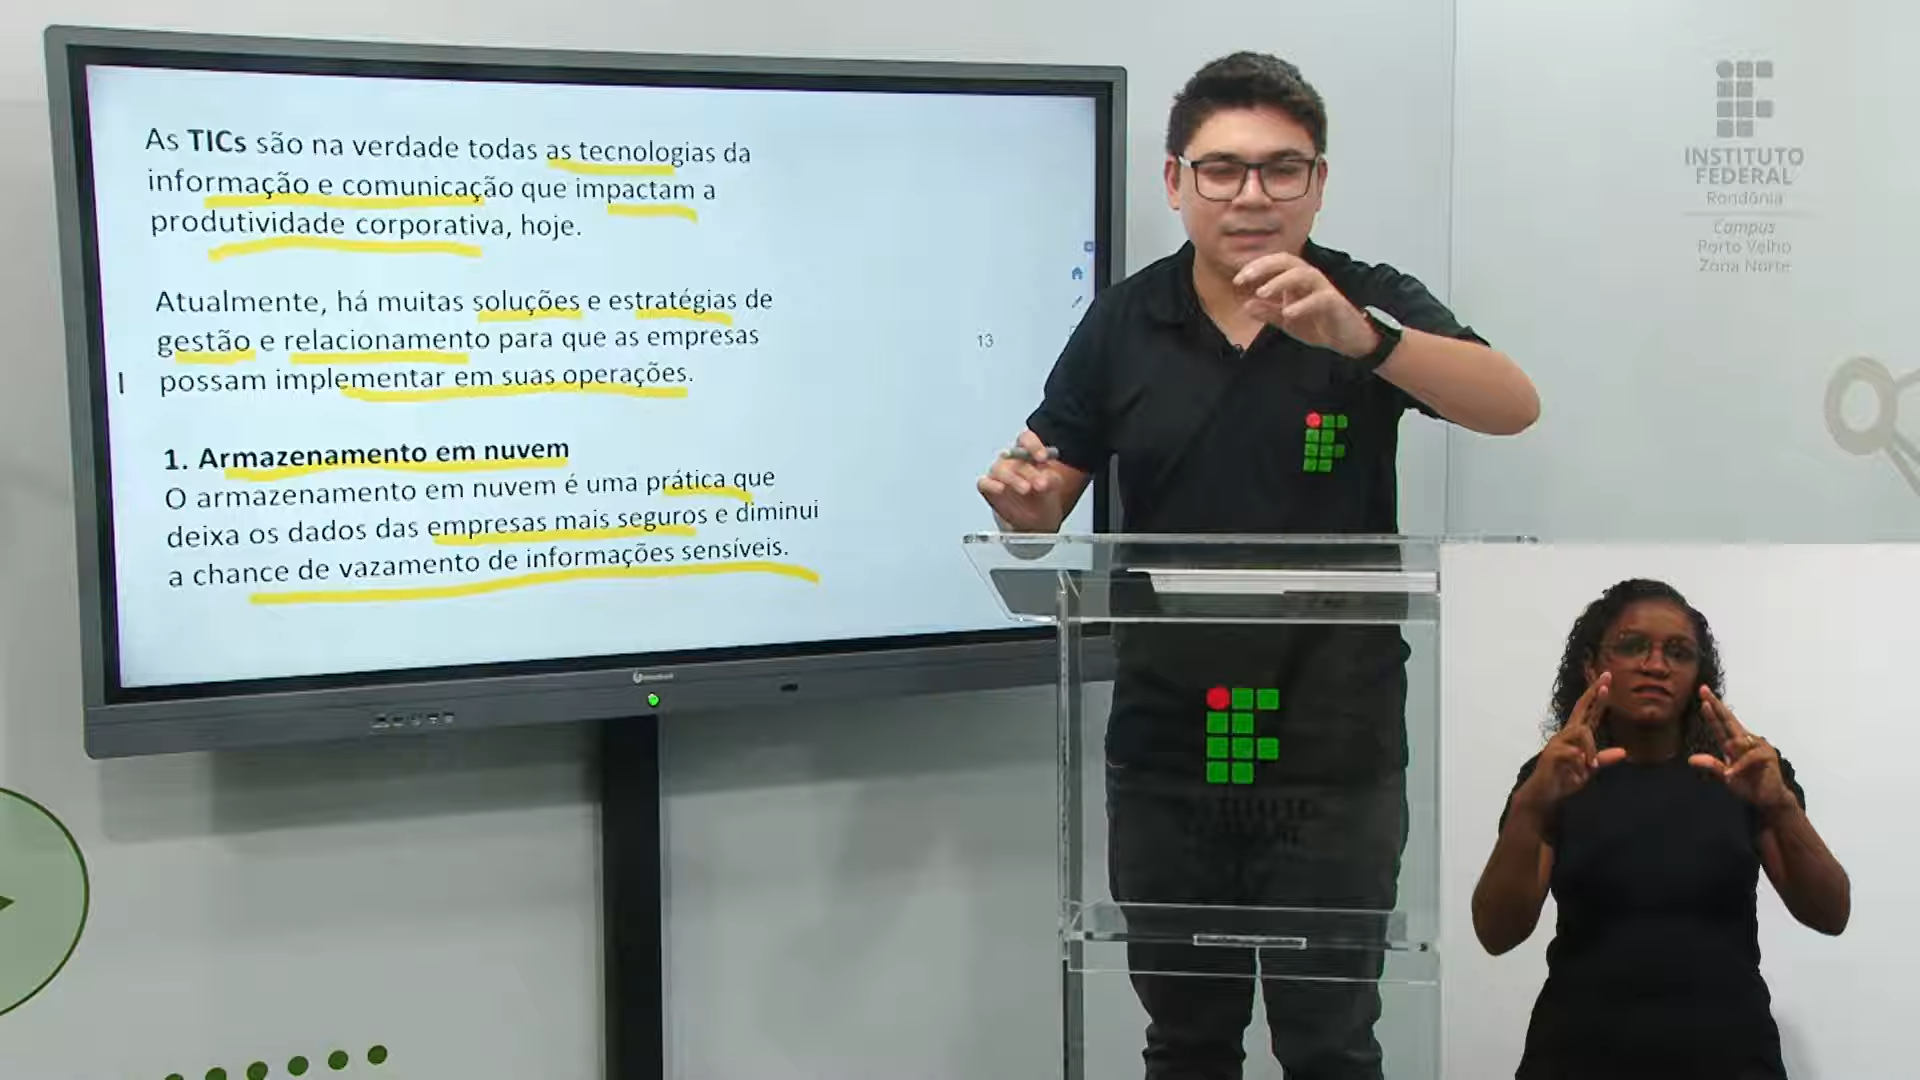 As TICs são na verdade todas as tecnologias da
informação e comunicação que impactam a
produtividade corporativa, hoje.
Atualmente, há muitas soluções e estratégias de
gestão e relacionamento para que as empresas
possam implementar em suas operações.
13
1. Armazenamento em nuvem
O armazenamento em nuvem é uma prática que
deixa os dados das empresas mais seguros e diminui
a chance de vazamento de informações sensíveis.
INSTITUTO
FEDERAL
Rondônia
Campus
Porto Velho
Zona Norte
INSTITUTO
FEDERAL